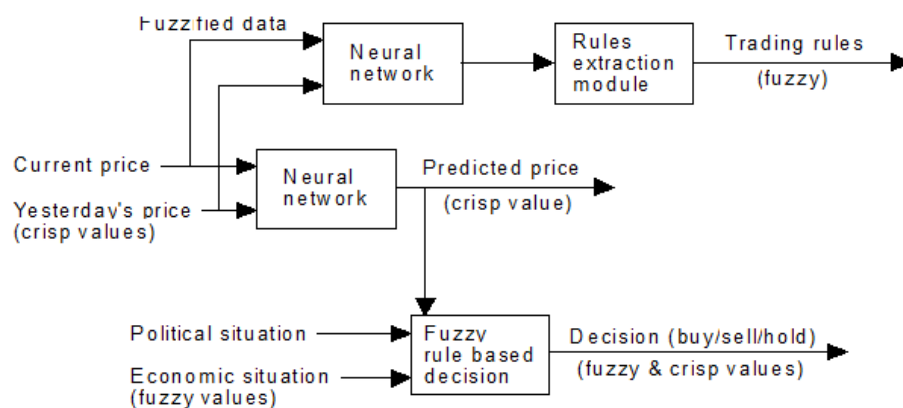 Fuzzified data
Neural
network
Rules
extraction
module
Trading rules
(fuzzy)
Current price
Yesterday's price
(crisp values)
Neural
network
Predicted price
(crisp value)
Political situation
Economic situation
(fuzzy values)
Fuzzy
rule based
decision
Decision (buy/sell/hold)
(fuzzy & crisp values)